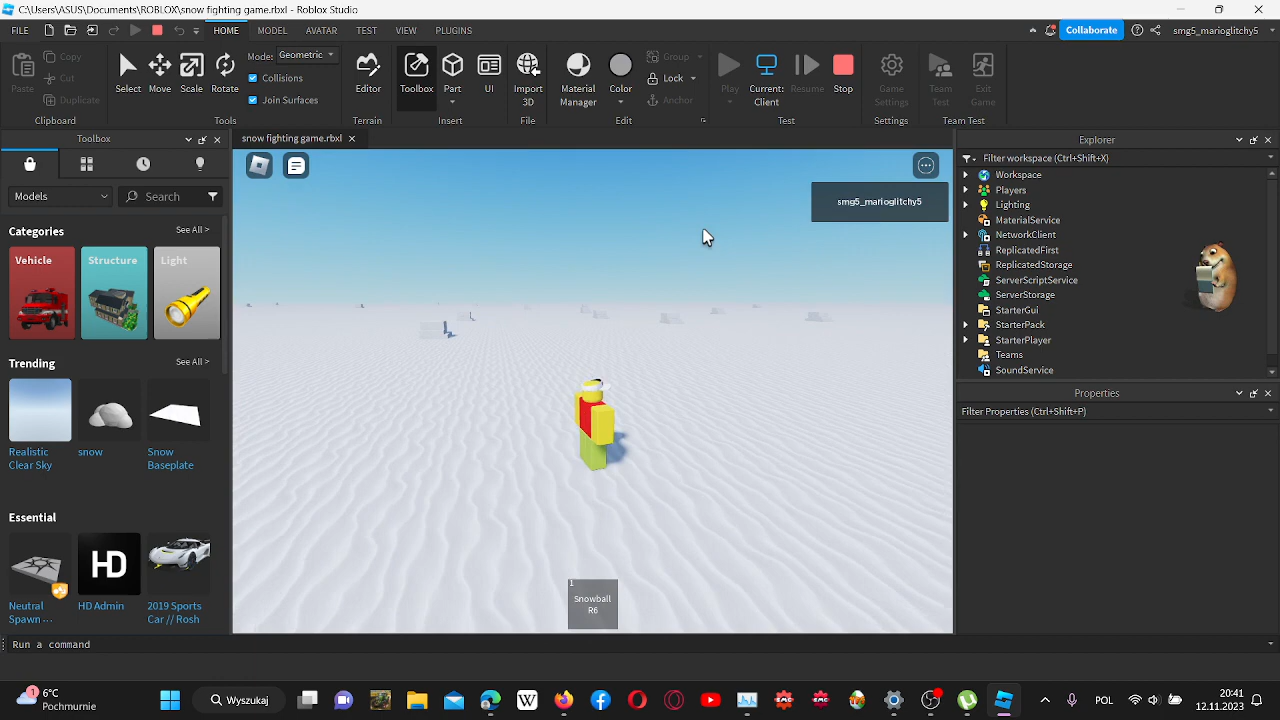 C:\Users\ASUS\Documents\ROBLOX\snow fighting game.rbxl - Roblox Studio
FILE
HOME
MODEL
AVATAR
TEST
VIEW
PLUGINS
Collaborate
smg5_marioglitchy5
Paste
Copy
Cut
Duplicate
Clipboard
Select
Move
Scale
Rotate
Mode: Geometric
Collisions
Join Surfaces
Tools
Editor
Terrain
Toolbox
Part
UI
Insert
Import
3D
File
Material
Manager
Color
Group
Lock
Anchor
Edit
Play
Current:
Client
Resume
Stop
Test
Game
Settings
Settings
Team
Test
Exit
Game
Team Test
Toolbox
Models
Search
Categories
See All >
Vehicle
Structure
Light
Trending
See All >
Realistic
Clear Sky
snow
Snow
Baseplate
Essential
Neutral
Spawn ...
HD
HD Admin
2019 Sports
Car // Rosh
snow fighting game.rbxl
smg5_marioglitchy5
1
Snowball
R6
Explorer
Filter workspace (Ctrl+Shift+X)
Workspace
Players
Lighting
MaterialService
NetworkClient
ReplicatedFirst
ReplicatedStorage
ServerScriptService
ServerStorage
StarterGui
StarterPack
StarterPlayer
Teams
SoundService
Properties
Filter Properties (Ctrl+Shift+P)
Run a command
1
6°C
Pochmurnie
Wyszukaj
W
POL
20:41
12.11.2023